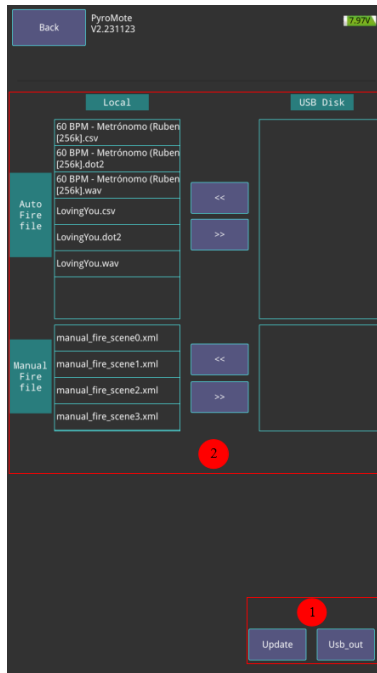 Back
PyroMote
V2.231123
7.97V
Local
USB Disk
60 BPM - Metrónomo (Ruben
[256k].csv
60 BPM - Metrónomo (Ruben
[256k].dot2
60 BPM - Metrónomo (Ruben
[256k].wav
LovingYou.csv
LovingYou.dot2
LovingYou.wav
Auto
Fire
file
<<
>>
manual_fire_scene0.xml
manual_fire_scene1.xml
manual_fire_scene2.xml
manual_fire_scene3.xml
Manual
Fire
file
<<
>>
2
1
Update
Usb_out